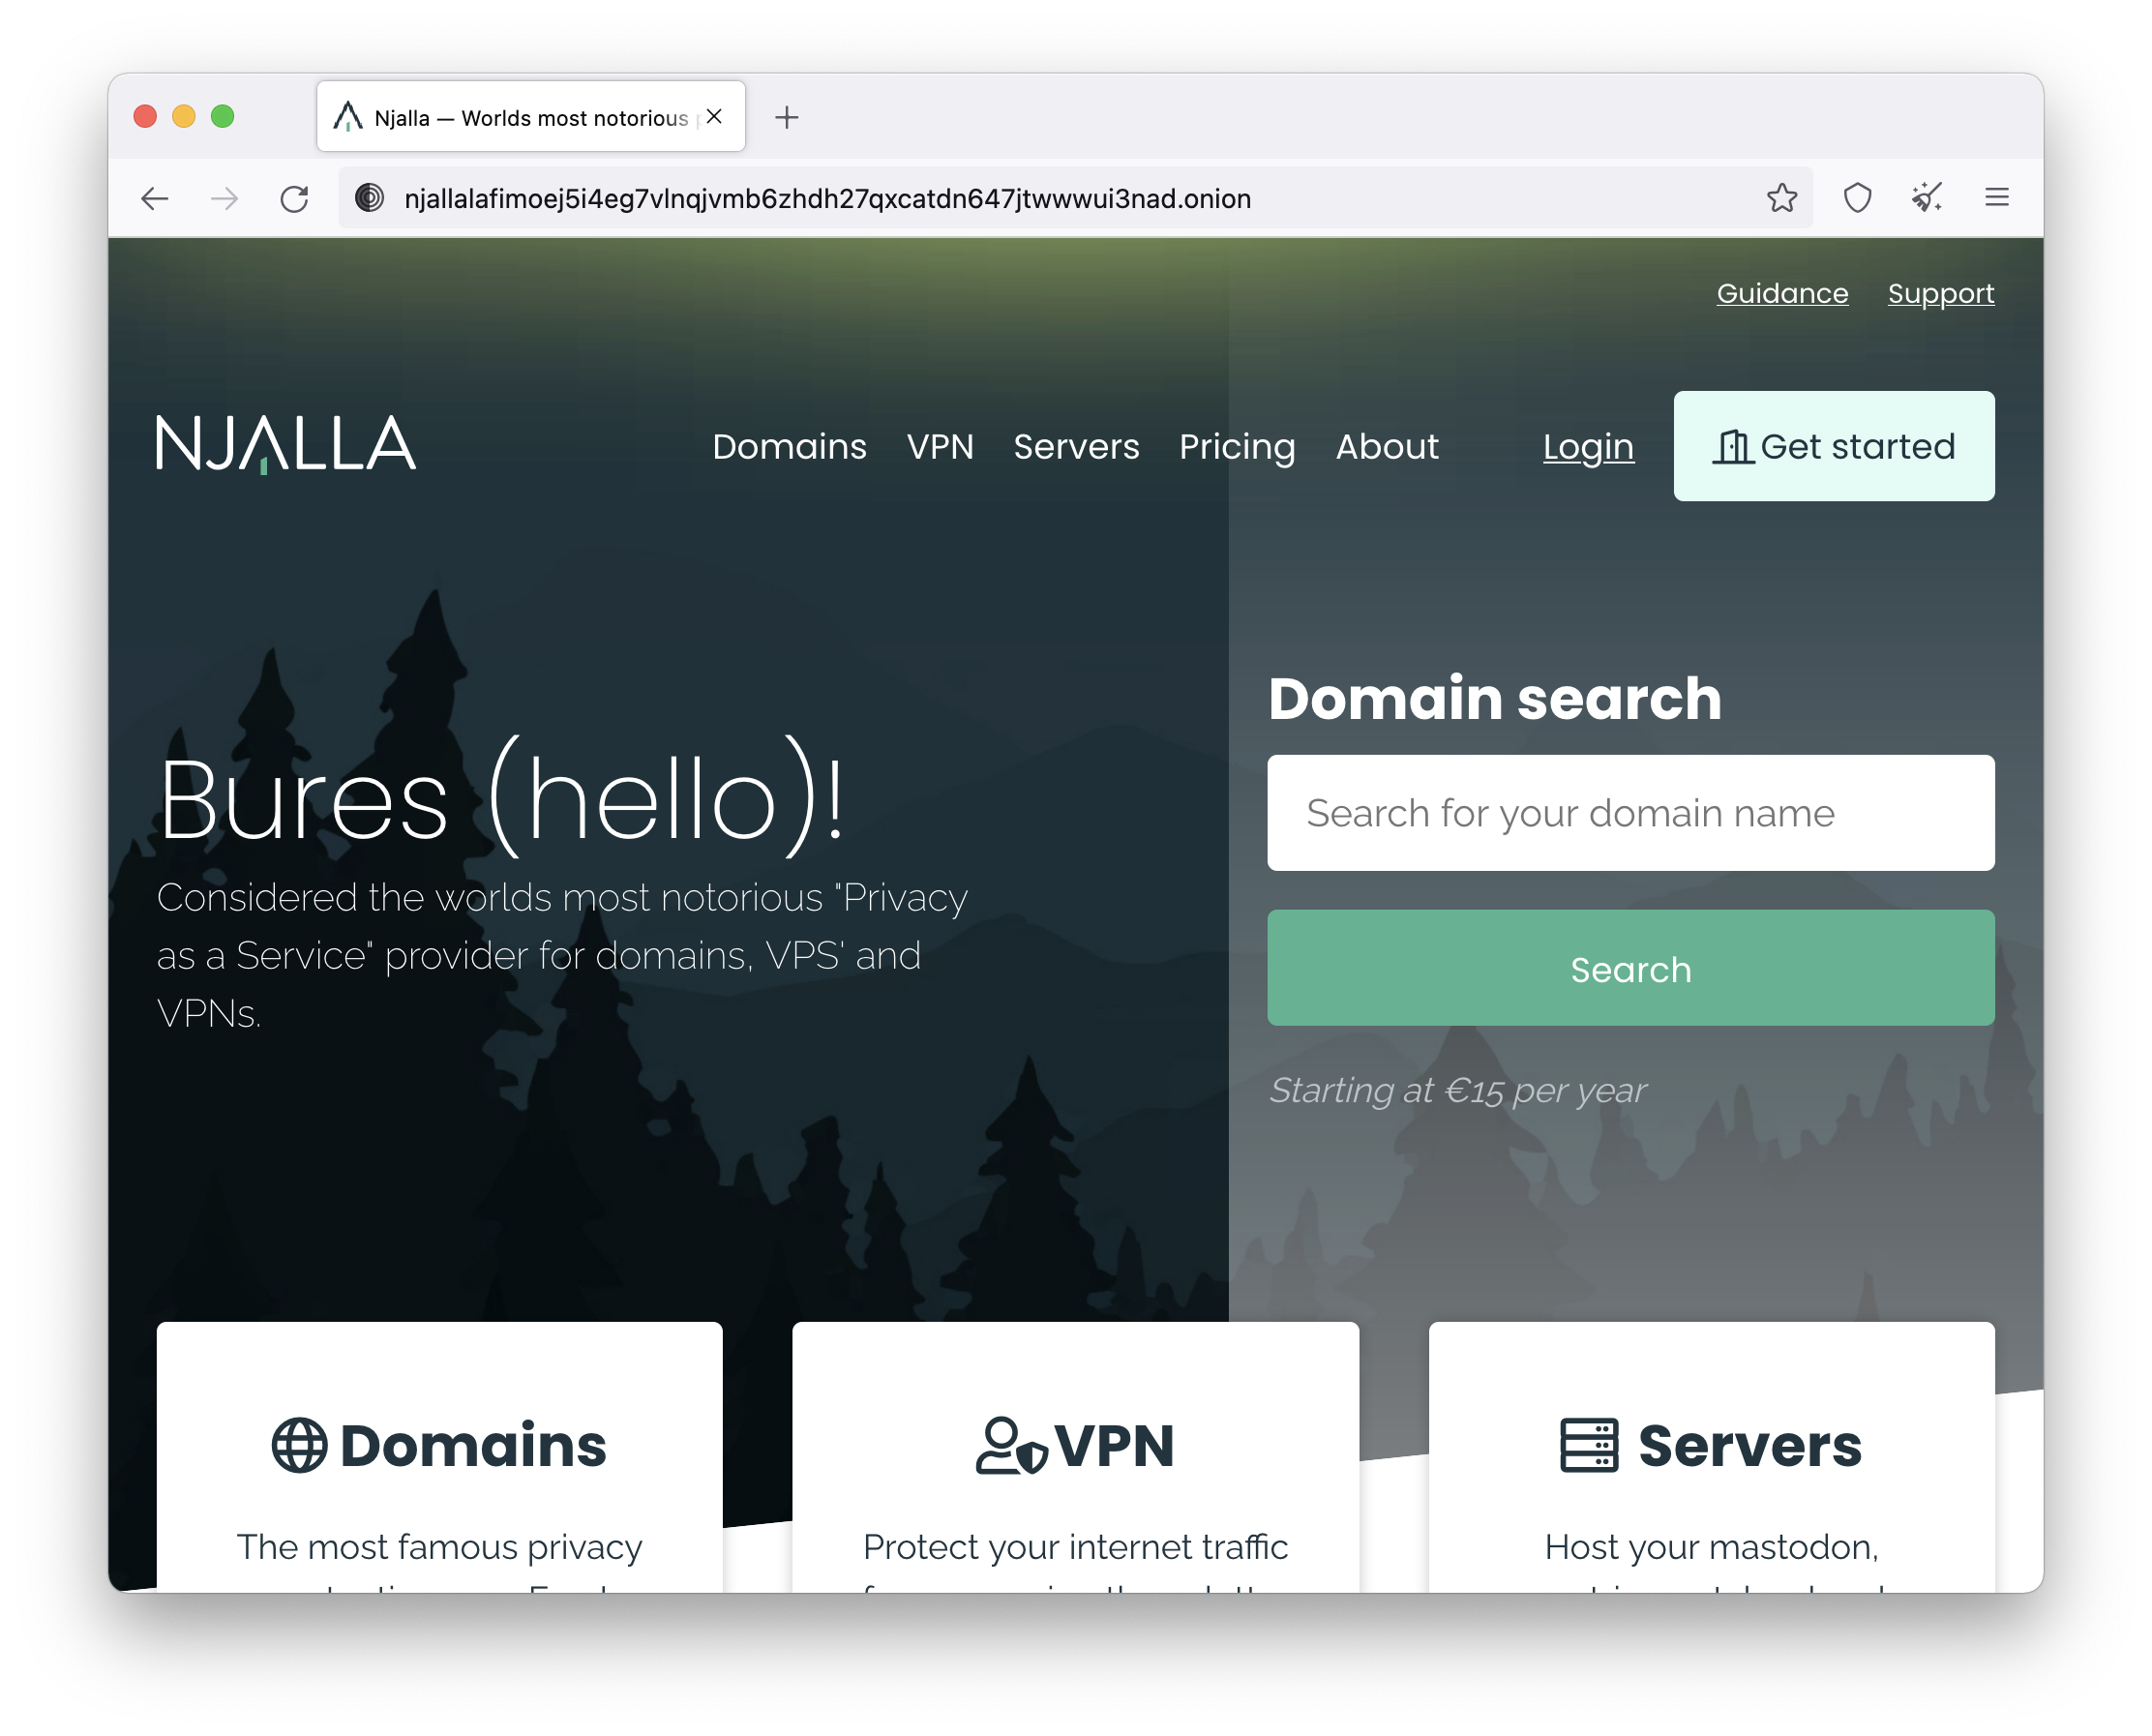 Njalla — Worlds most notorious
njallalafimoej5i4eg7vlnqjvmb6zhdh27qxcatdn647jtwwwui3nad.onion
Guidance Support
NJALLA
Domains VPN Servers Pricing About Login Get started
Bures (hello)!
Considered the worlds most notorious "Privacy
as a Service" provider for domains, VPS' and
VPNs.
Domain search
Search for your domain name
Search
Starting at €15 per year
Domains
The most famous privacy
VPN
Protect your internet traffic
Servers
Host your mastodon,